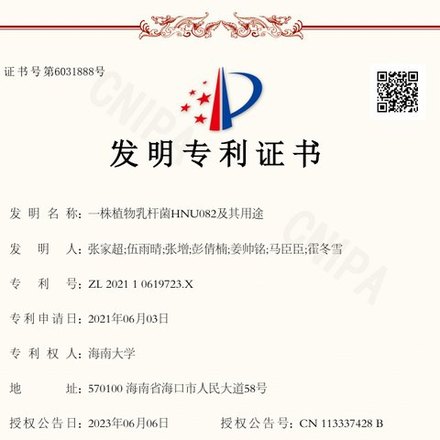 证书号第6031888号
发明专利证书
发明名称：一株植物乳杆菌HNU082及其用途
发明人：张家超;伍雨晴;张增;彭倩楠;姜帅铭;马臣臣;霍冬雪
专利号：ZL 2021 1 0619723.X
专利申请日：2021年06月03日
专利权人：海南大学
地址：570100 海南省海口市人民大道58号
授权公告日：2023年06月06日 授权公告号：CN 113337428 B
CNIPA
CNIPA